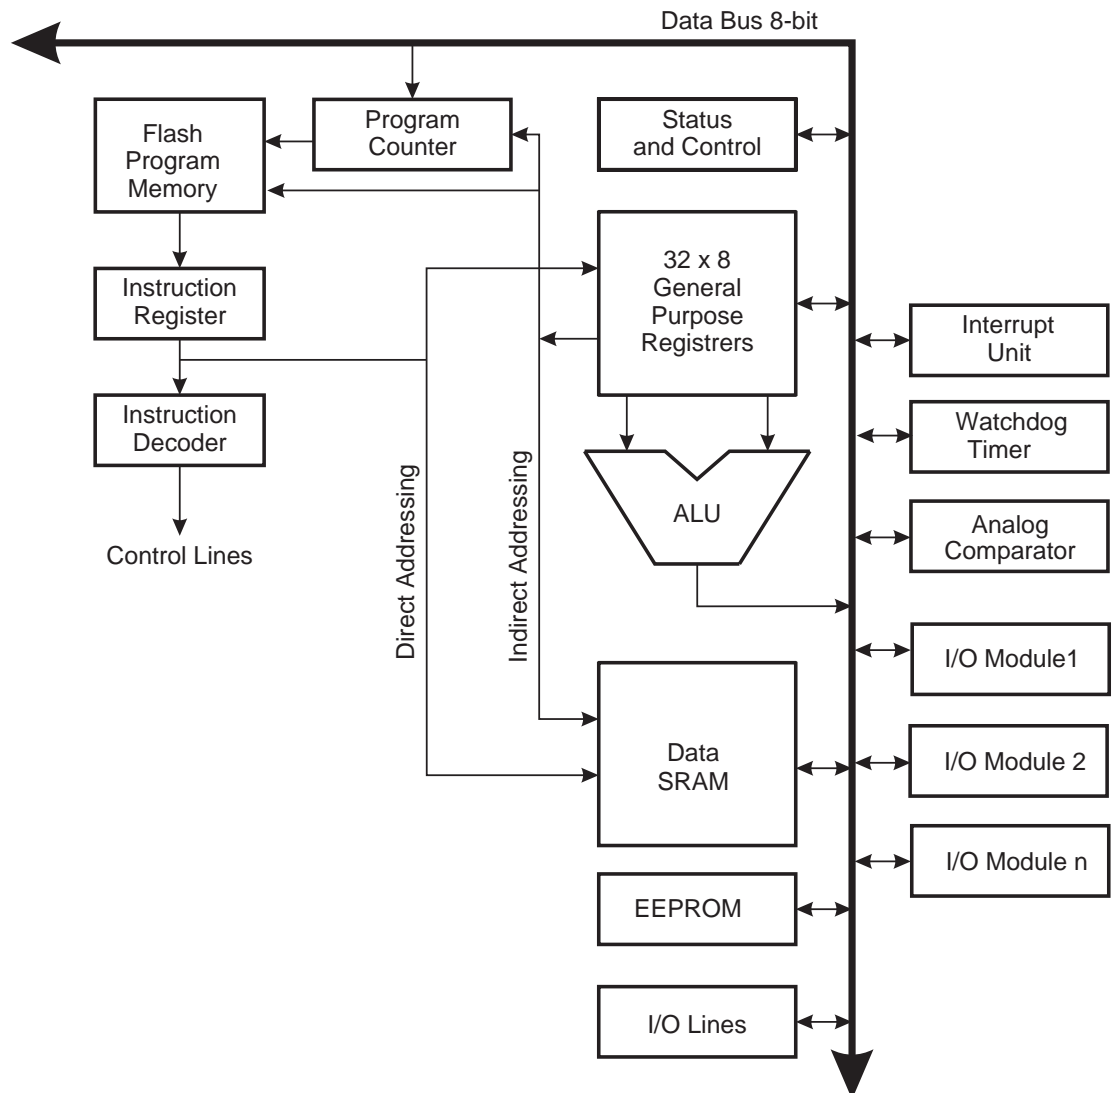 Data Bus 8-bit
Flash
Program
Memory
Program
Counter
Status
and Control
32 x 8
General
Purpose
Registrers
Instruction
Register
Instruction
Decoder
Control Lines
Direct Addressing
Indirect Addressing
ALU
Interrupt
Unit
Watchdog
Timer
Analog
Comparator
I/O Module1
Data
SRAM
I/O Module 2
I/O Module n
EEPROM
I/O Lines